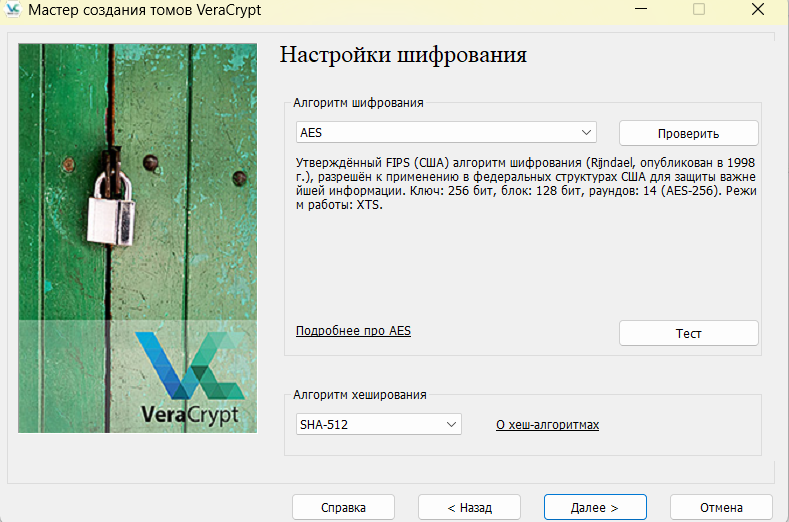 Мастер создания томов VeraCrypt
Настройки шифрования
Алгоритм шифрования
AES
Проверить
Утверждённый FIPS (США) алгоритм шифрования (Rijndael, опубликован в 1998
г.), разрешён к применению в федеральных структурах США для защиты важне
йшей информации. Ключ: 256 бит, блок: 128 бит, раундов: 14 (AES-256). Режи
м работы: XTS.
Подробнее про AES
Тест
VeraCrypt
Алгоритм хеширования
SHA-512
О хеш-алгоритмах
Справка
< Назад
Далее >
Отмена